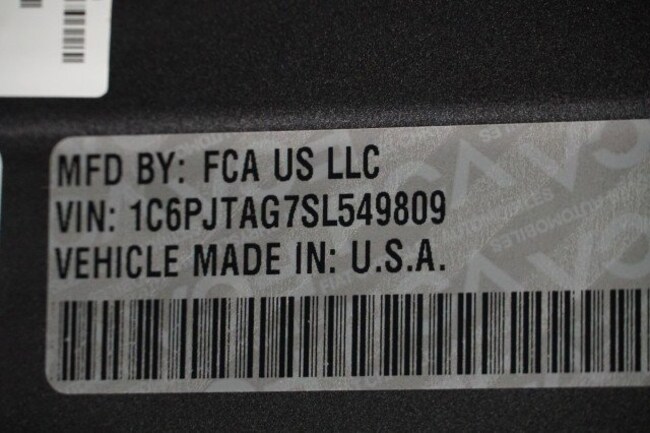 MFD BY: FCA US LLC
VIN: 1C6PJTAG7SL549809
VEHICLE MADE IN: U.S.A.